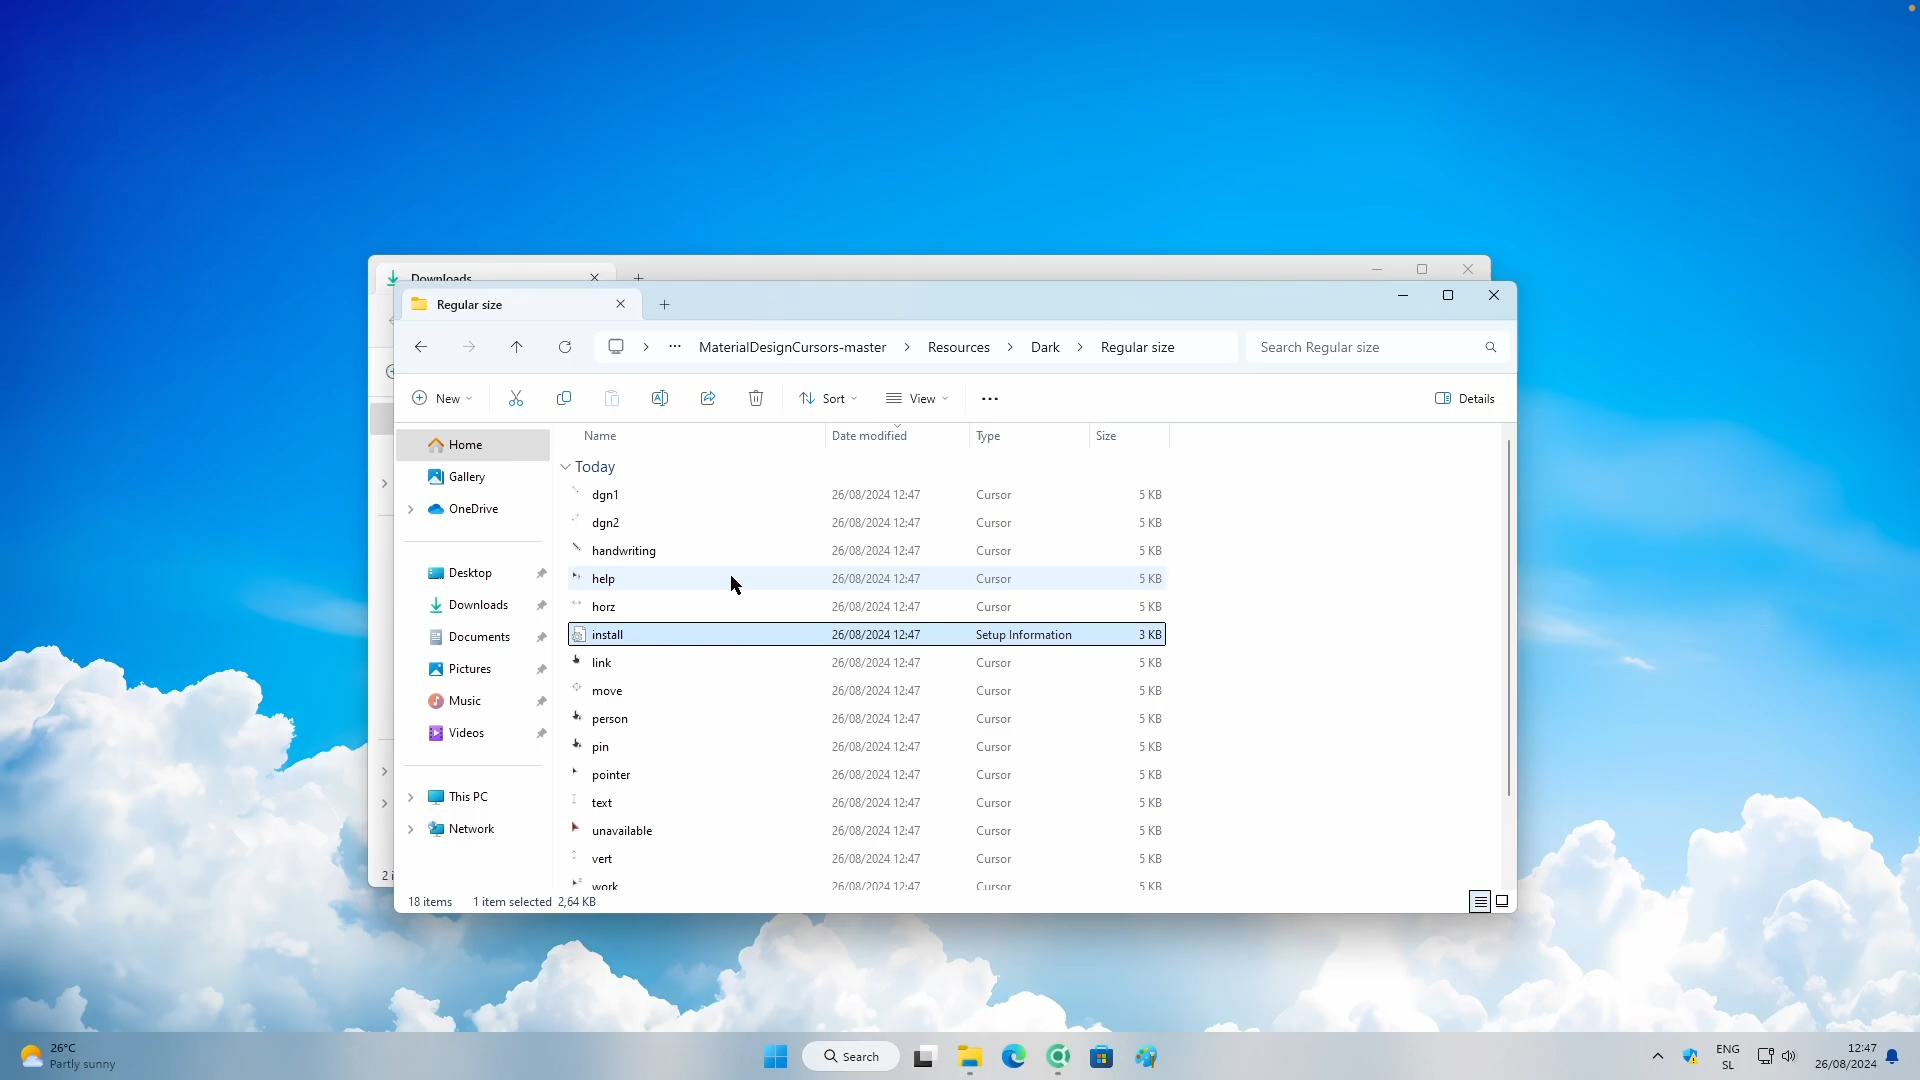 Downloads
Regular size
MaterialDesignCursors-master Resources Dark Regular size
Search Regular size
New Sort View Details
Name Date modified Type Size
Home
Gallery
OneDrive
Desktop
Downloads
Documents
Pictures
Music
Videos
This PC
Network
Today
dgn1 26/08/2024 12:47 Cursor 5 KB
dgn2 26/08/2024 12:47 Cursor 5 KB
handwriting 26/08/2024 12:47 Cursor 5 KB
help 26/08/2024 12:47 Cursor 5 KB
horz 26/08/2024 12:47 Cursor 5 KB
install 26/08/2024 12:47 Setup Information 3 KB
link 26/08/2024 12:47 Cursor 5 KB
move 26/08/2024 12:47 Cursor 5 KB
person 26/08/2024 12:47 Cursor 5 KB
pin 26/08/2024 12:47 Cursor 5 KB
pointer 26/08/2024 12:47 Cursor 5 KB
text 26/08/2024 12:47 Cursor 5 KB
unavailable 26/08/2024 12:47 Cursor 5 KB
vert 26/08/2024 12:47 Cursor 5 KB
work 26/08/2024 12:47 Cursor 5 KB
2 i
18 items 1 item selected 2,64 KB
26°C
Partly sunny
Search
ENG
SL
12:47
26/08/2024